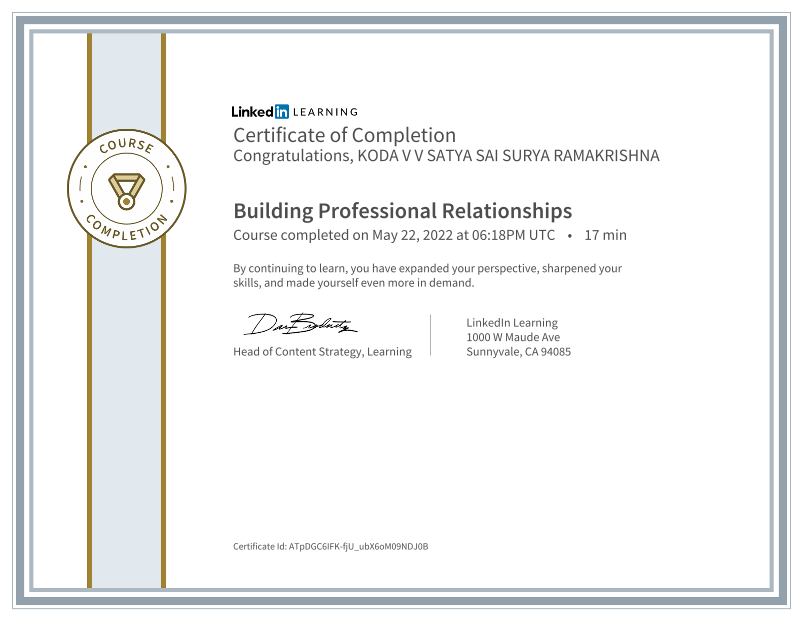 COURSE
COMPLETION
Linked in LEARNING
Certificate of Completion
Congratulations, KODA V V SATYA SAI SURYA RAMAKRISHNA
Building Professional Relationships
Course completed on May 22, 2022 at 06:18PM UTC • 17 min
By continuing to learn, you have expanded your perspective, sharpened your
skills, and made yourself even more in demand.
Head of Content Strategy, Learning
LinkedIn Learning
1000 W Maude Ave
Sunnyvale, CA 94085
Certificate Id: ATpDGC6IFK-fjU_ubX6oM09NDJ0B